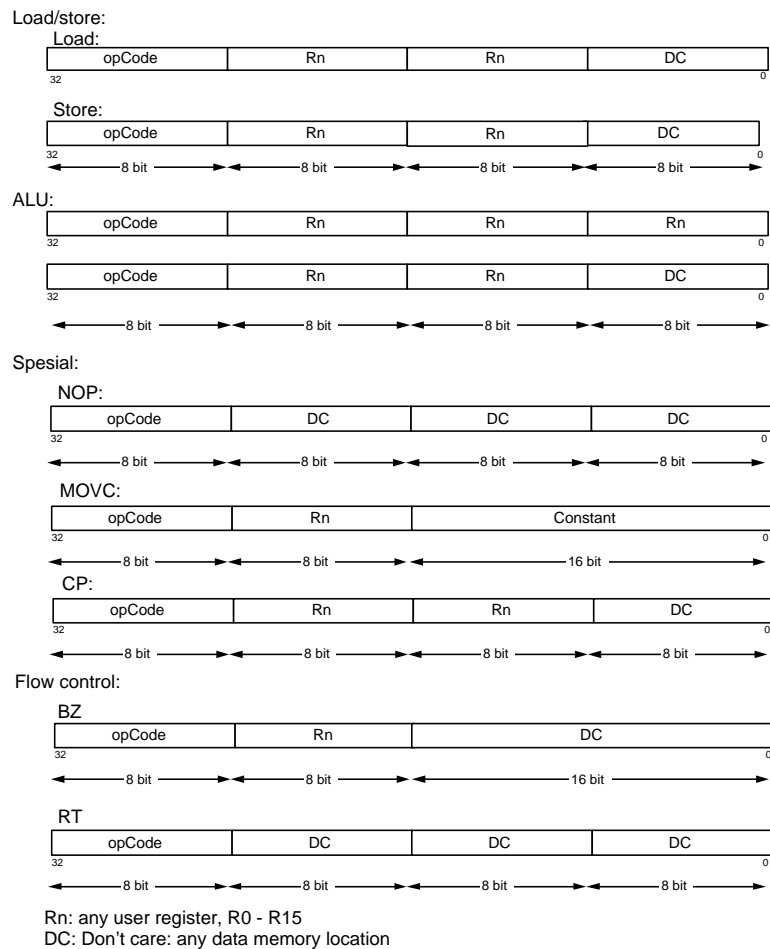 Load/store:
Load:
opCode Rn Rn DC
32 0
Store:
opCode Rn Rn DC
32 0
8 bit 8 bit 8 bit 8 bit
ALU:
opCode Rn Rn Rn
32 0
opCode Rn Rn DC
32 0
8 bit 8 bit 8 bit 8 bit
Spesial:
NOP:
opCode DC DC DC
32 0
8 bit 8 bit 8 bit 8 bit
MOVC:
opCode Rn Constant
32 0
8 bit 8 bit 16 bit
CP:
opCode Rn Rn DC
32 0
8 bit 8 bit 8 bit 8 bit
Flow control:
BZ
opCode Rn DC
32 0
8 bit 8 bit 16 bit
RT
opCode DC DC DC
32 0
8 bit 8 bit 8 bit 8 bit
Rn: any user register, R0 - R15
DC: Don't care: any data memory location